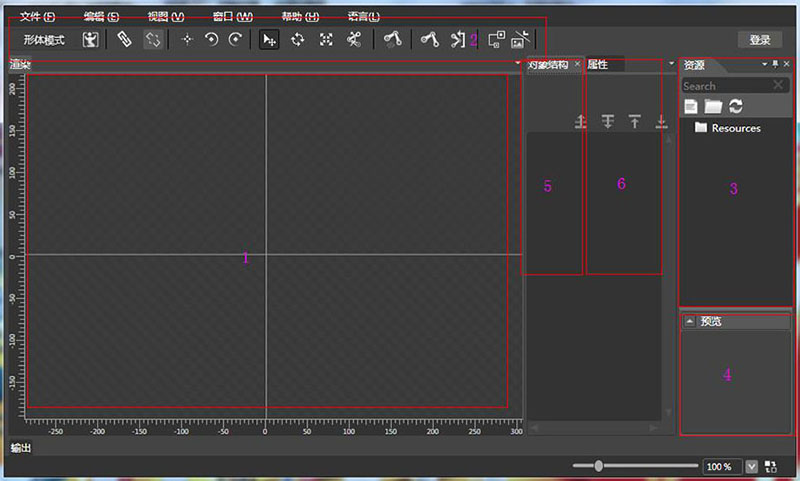 文件(F) 编辑(E) 视图(V) 窗口(W) 帮助(H) 语言(L)
形体模式 2 登录
渲染 对象结构 × 属性 资源
Search
Resources
200
150
100
50
0
-50
-100
-150
1
5
6
3
预览
4
-250 -200 -150 -100 -50 0 50 100 150 200 250 300
输出
100 %